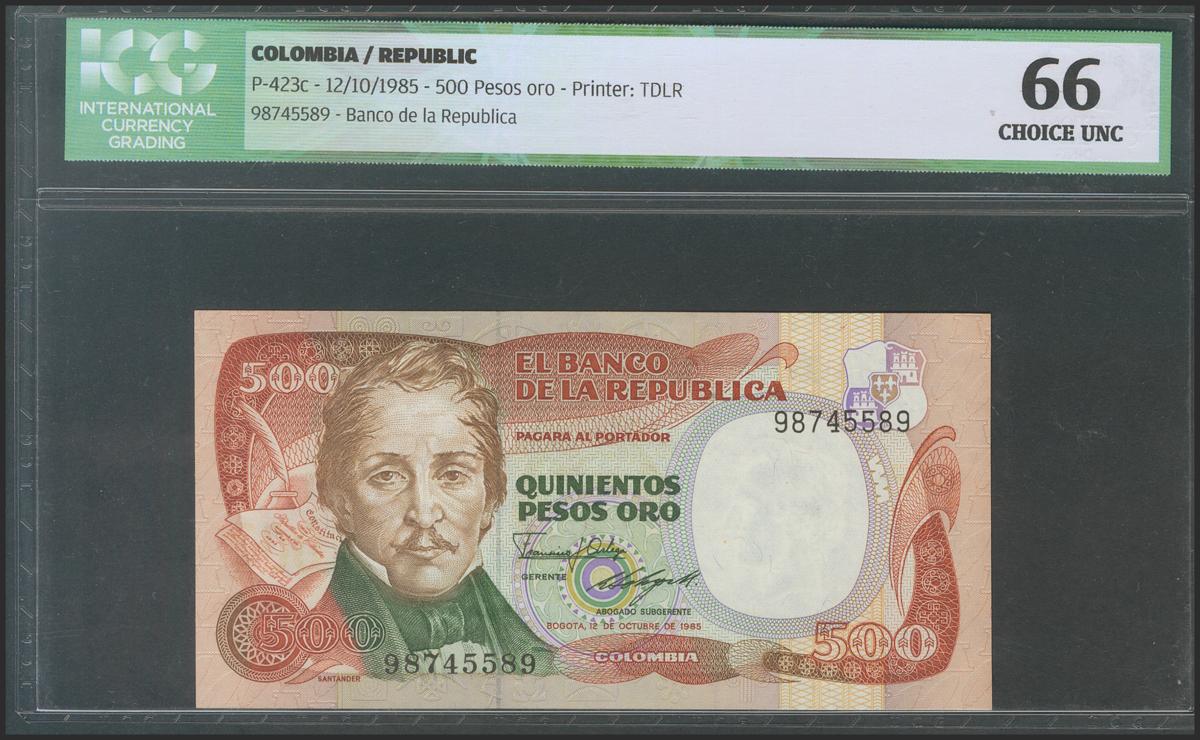 ICG
INTERNATIONAL
CURRENCY
GRADING
COLOMBIA / REPUBLIC
P-423c - 12/10/1985 - 500 Pesos oro - Printer: TDLR
98745589 - Banco de la Republica
66
CHOICE UNC
500
EL BANCO
DE LA REPUBLICA
98745589
PAGARA AL PORTADOR
QUINIENTOS
PESOS ORO
GERENTE
ABOGADO SUBGERENTE
BOGOTA, 12 DE OCTUBRE DE 1985
500
COLOMBIA
500
98745589
SANTANDER